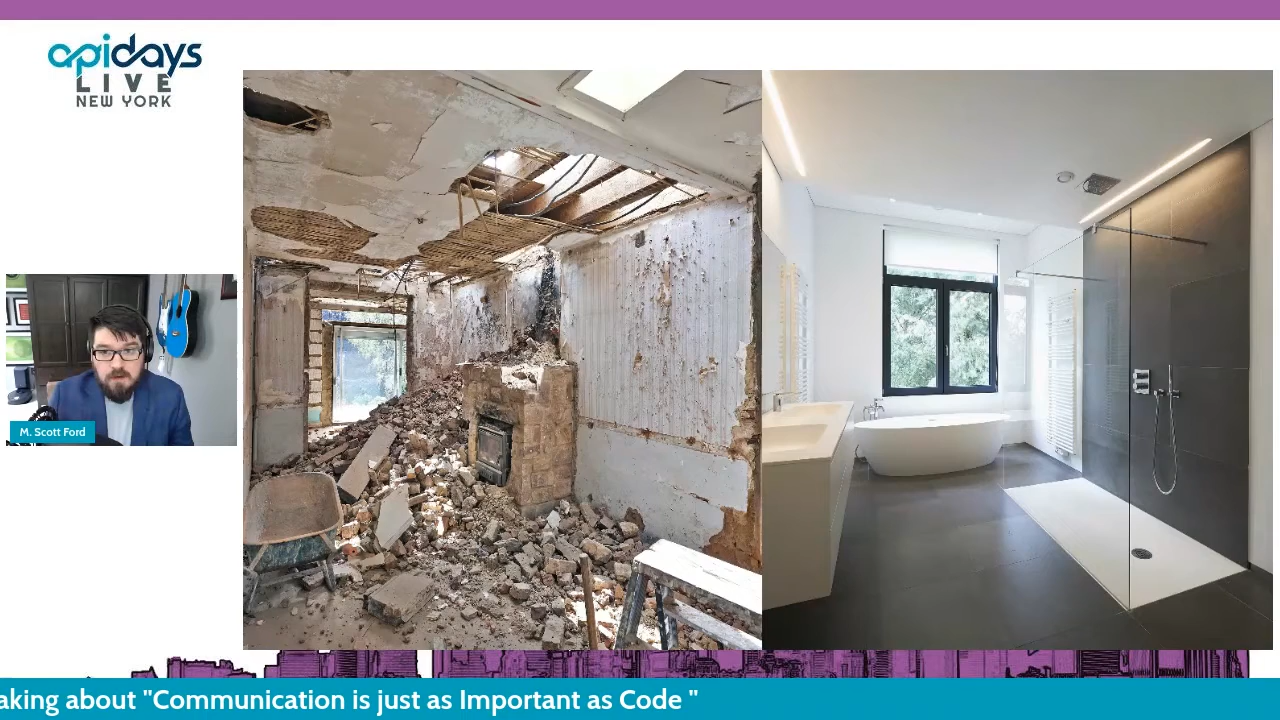 apidays
LIVE
NEW YORK
M. Scott Ford
aking about "Communication is just as Important as Code "